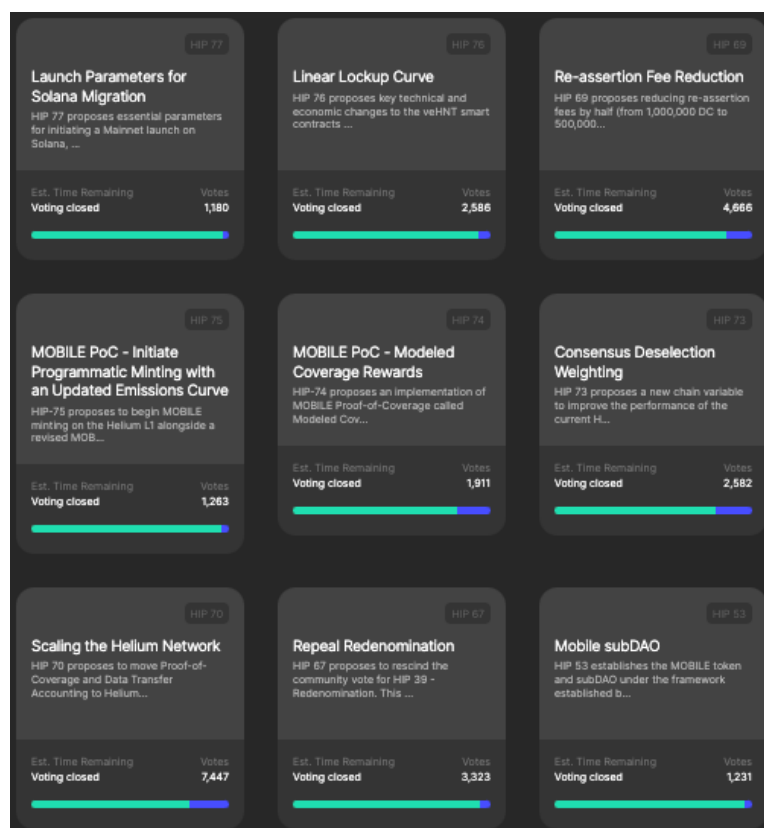 HIP 77
Launch Parameters for
Solana Migration
HIP 77 proposes essential parameters
for initiating a Mainnet launch on
Solana, ...
Est. Time Remaining Votes
Voting closed 1,180
HIP 76
Linear Lockup Curve
HIP 76 proposes key technical and
economic changes to the veHNT smart
contracts ...
Est. Time Remaining Votes
Voting closed 2,586
HIP 69
Re-assertion Fee Reduction
HIP 69 proposes reducing re-assertion
fees by half (from 1,000,000 DC to
500,000...
Est. Time Remaining Votes
Voting closed 4,666
HIP 75
MOBILE PoC - Initiate
Programmatic Minting with
an Updated Emissions Curve
HIP-75 proposes to begin MOBILE
minting on the Helium L1 alongside a
revised MOB...
Est. Time Remaining Votes
Voting closed 1,263
HIP 74
MOBILE PoC - Modeled
Coverage Rewards
HIP-74 proposes an implementation of
MOBILE Proof-of-Coverage called
Modeled Cov...
Est. Time Remaining Votes
Voting closed 1,911
HIP 73
Consensus Deselection
Weighting
HIP 73 proposes a new chain variable
to improve the performance of the
current H...
Est. Time Remaining Votes
Voting closed 2,582
HIP 70
Scaling the Helium Network
HIP 70 proposes to move Proof-of-
Coverage and Data Transfer
Accounting to Helium...
Est. Time Remaining Votes
Voting closed 7,447
HIP 67
Repeal Redenomination
HIP 67 proposes to rescind the
community vote for HIP 39 -
Redenomination. This ...
Est. Time Remaining Votes
Voting closed 3,323
HIP 53
Mobile subDAO
HIP 53 establishes the MOBILE token
and subDAO under the framework
established b...
Est. Time Remaining Votes
Voting closed 1,231